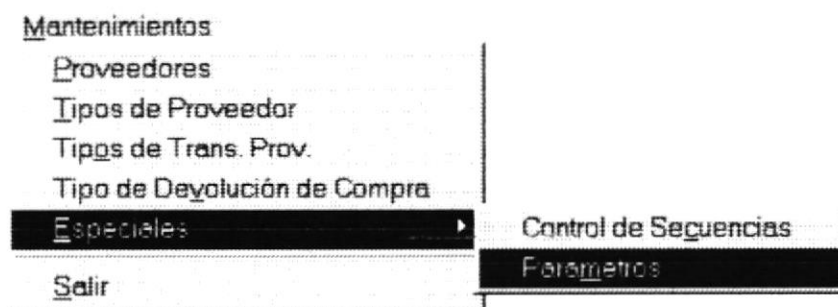 Mantenimientos
Proveedores
Tipos de Proveedor
Tipos de Trans. Prov.
Tipo de Devolución de Compra
Especiales
Control de Secuencias
Parametros
Salir